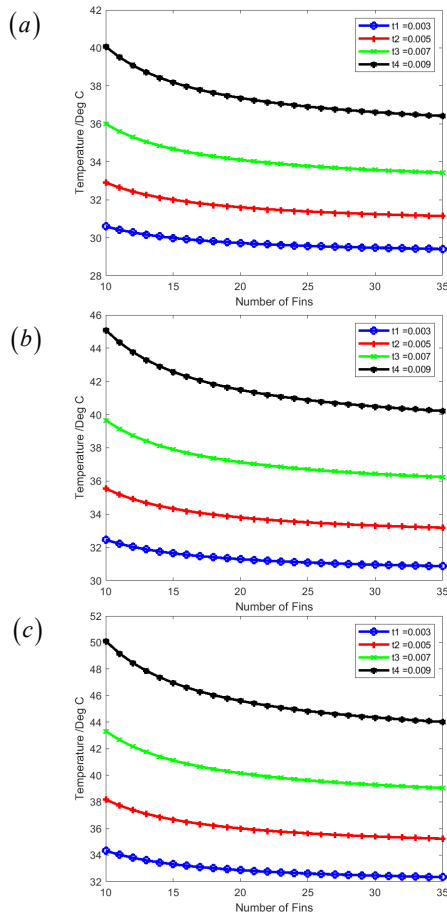 (a)
40
38
36
34
32
30
28
Temperature /Deg C
t1 =0.003
t2 =0.005
t3 =0.007
t4 =0.009
10 15 20 25 30 35
Number of Fins
(b)
46
44
42
40
38
36
34
32
30
Temperature /Deg C
t1 =0.003
t2 =0.005
t3 =0.007
t4 =0.009
10 15 20 25 30 35
Number of Fins
(c)
52
50
48
46
44
42
40
38
36
34
32
Temperature /Deg C
t1 =0.003
t2 =0.005
t3 =0.007
t4 =0.009
10 15 20 25 30 35
Number of Fins